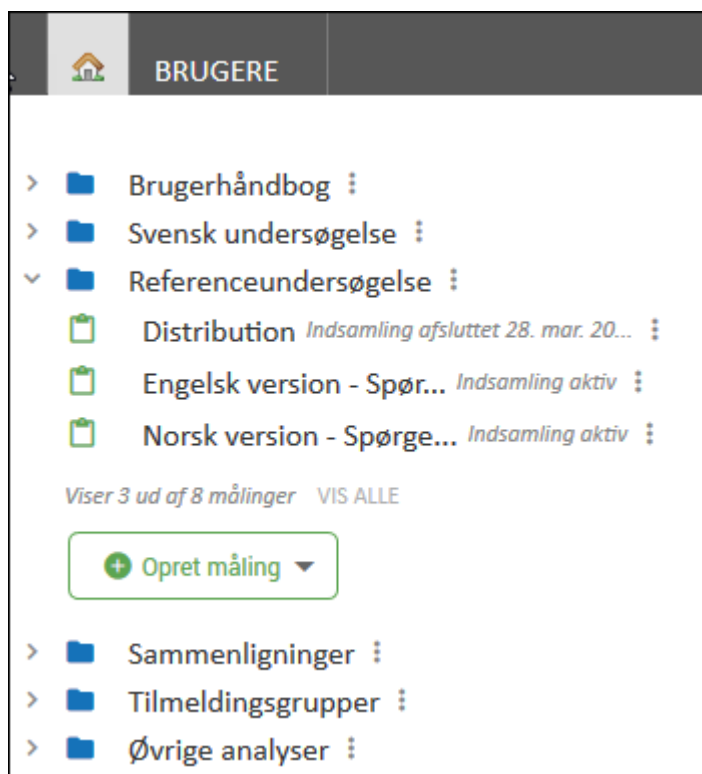 BRUGERE
Brugerhåndbog
Svensk undersøgelse
Referenceundersøgelse
Distribution Indsamling afsluttet 28. mar. 20...
Engelsk version - Spør... Indsamling aktiv
Norsk version - Spørge... Indsamling aktiv
Viser 3 ud af 8 målinger VIS ALLE
Opret måling
Sammenligninger
Tilmeldingsgrupper
Øvrige analyser